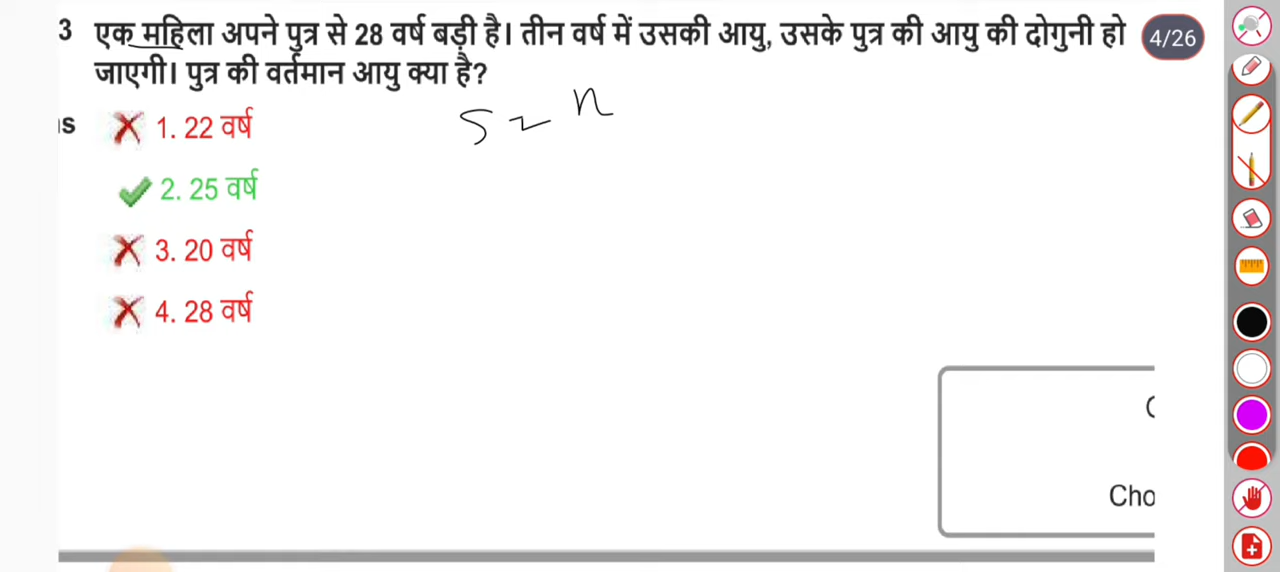 3 एक महिला अपने पुत्र से 28 वर्ष बड़ी है। तीन वर्ष में उसकी आयु, उसके पुत्र की आयु की दोगुनी हो
4/26
जाएगी। पुत्र की वर्तमान आयु क्या है?
s
1. 22 वर्ष
2. 25 वर्ष
3. 20 वर्ष
4. 28 वर्ष
Cho